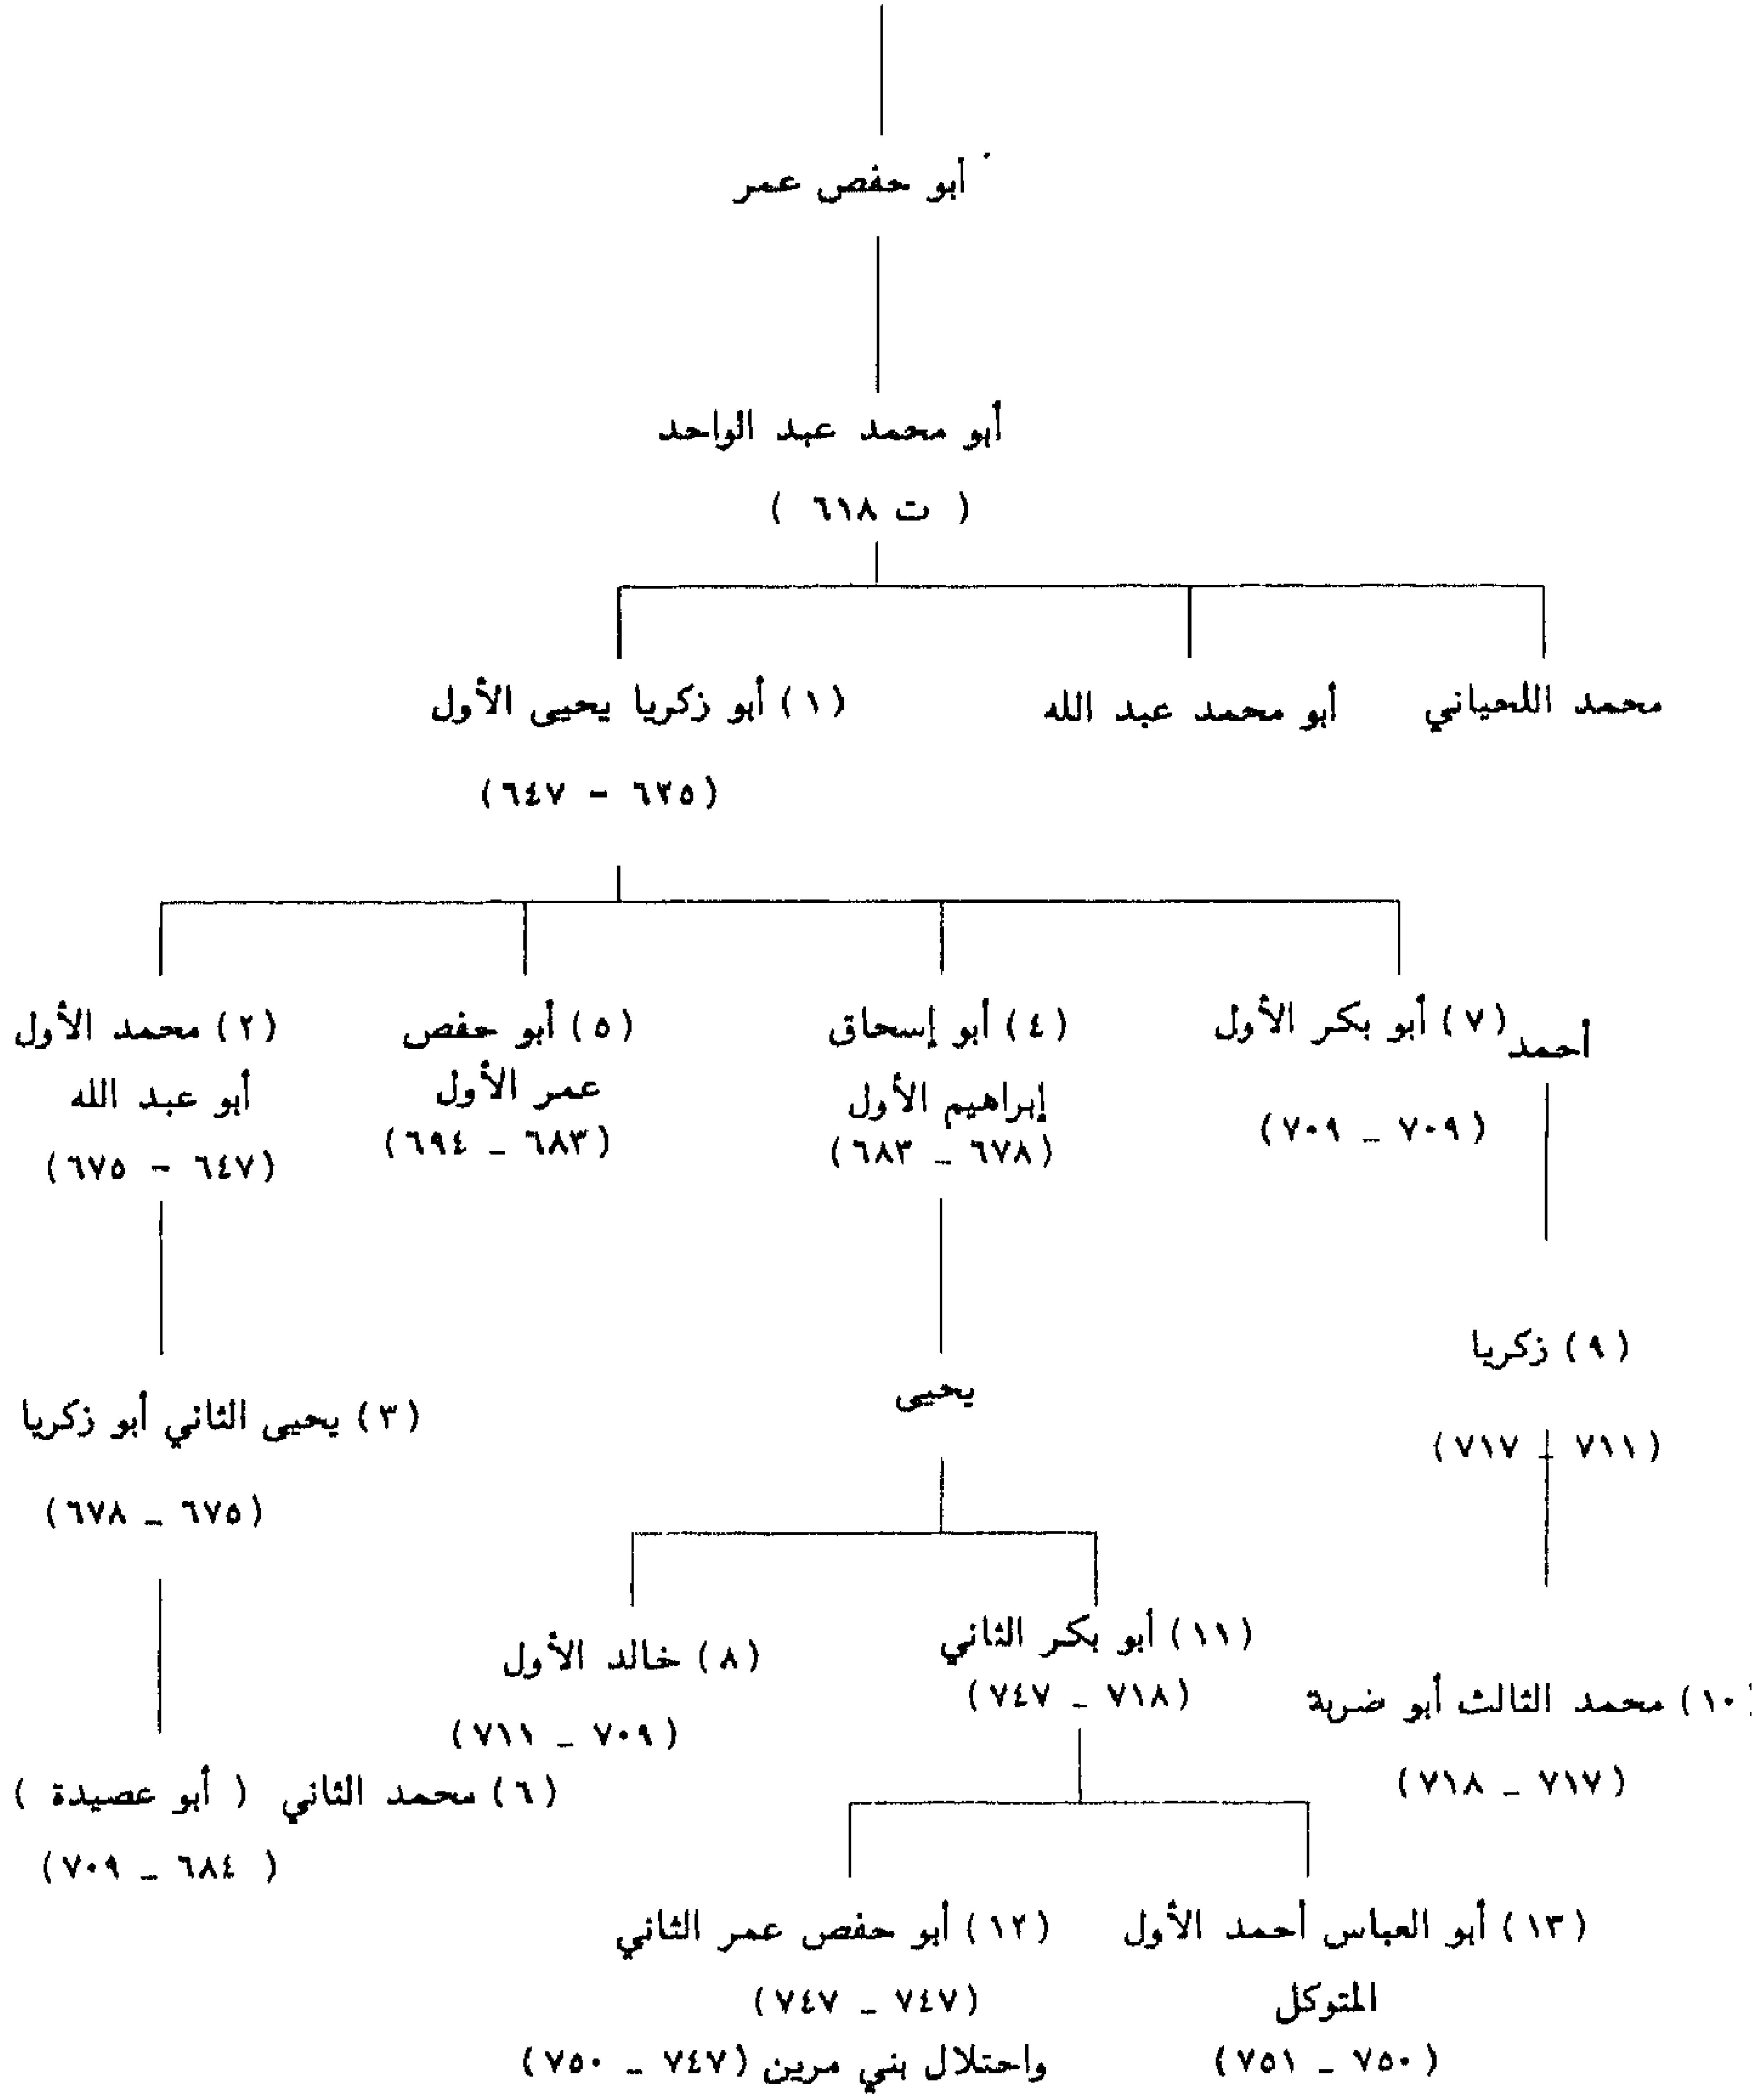 أبو حفص عمر
أبو محمد عبد الواحد
( ت ٦١٨ )
محمد اللحياني
أبو محمد عبد الله
(١) أبو زكريا يحيى الأول
(٦٢٥ - ٦٤٧)
أحمد
(٧) أبو بكر الأول
(٧٠٩ - ٧٠٩)
(٤) أبو إسحاق
إبراهيم الأول
(٦٧٨ - ٦٨٣)
(٥) أبو حفص
عمر الأول
(٦٨٣ - ٦٩٤)
(٢) محمد الأول
أبو عبد الله
(٦٤٧ - ٦٧٥)
(٩) زكريا
(٧١١ - ٧١٧)
يحيى
(٣) يحيى الثاني أبو زكريا
(٦٧٥ - ٦٧٨)
(١٠) محمد الثالث أبو ضربة
(٧١٧ - ٧١٨)
(١١) أبو بكر الثاني
(٧١٨ - ٧٤٧)
(٨) خالد الأول
(٧٠٩ - ٧١١)
(٦) محمد الثاني ( أبو عصيدة )
( ٦٨٤ - ٧٠٩)
(١٣) أبو العباس أحمد الأول
المتوكل
(٧٥٠ - ٧٥١)
(١٢) أبو حفص عمر الثاني
(٧٤٧ - ٧٤٧)
واحتلال بني مرين (٧٤٧ - ٧٥٠)